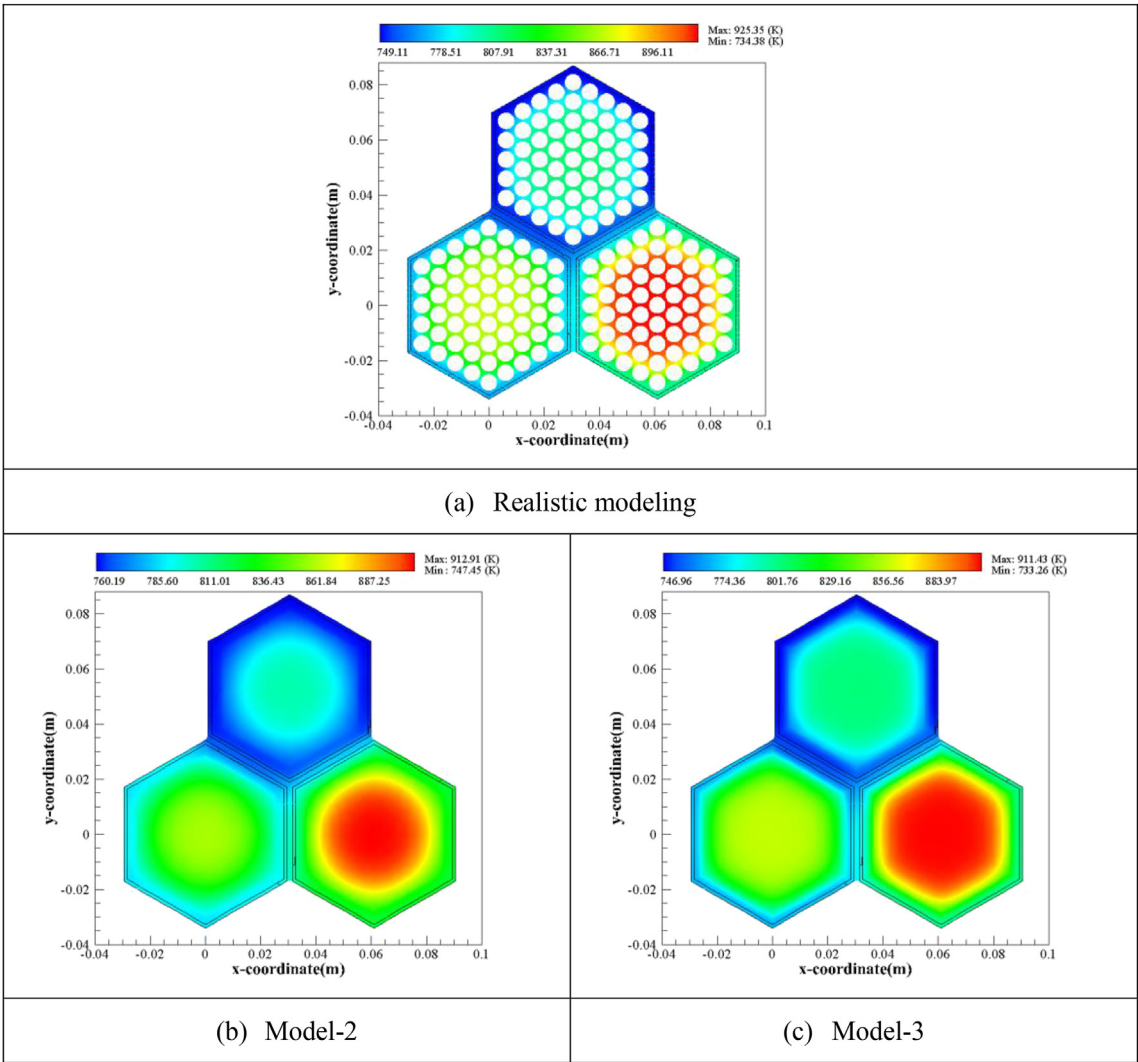 Max: 925.35 (K)
Min : 734.38 (K)
749.11 778.51 807.91 837.31 866.71 896.11
0.08
0.06
0.04
0.02
0
-0.02
-0.04
y-coordinate(m)
-0.04 -0.02 0 0.02 0.04 0.06 0.08 0.1
x-coordinate(m)
(a) Realistic modeling
Max: 912.91 (K)
Min : 747.45 (K)
760.19 785.60 811.01 836.43 861.84 887.25
0.08
0.06
0.04
0.02
0
-0.02
-0.04
y-coordinate(m)
-0.04 -0.02 0 0.02 0.04 0.06 0.08 0.1
x-coordinate(m)
(b) Model-2
Max: 911.43 (K)
Min : 733.26 (K)
746.96 774.36 801.76 829.16 856.56 883.97
0.08
0.06
0.04
0.02
0
-0.02
-0.04
y-coordinate(m)
-0.04 -0.02 0 0.02 0.04 0.06 0.08 0.1
x-coordinate(m)
(c) Model-3